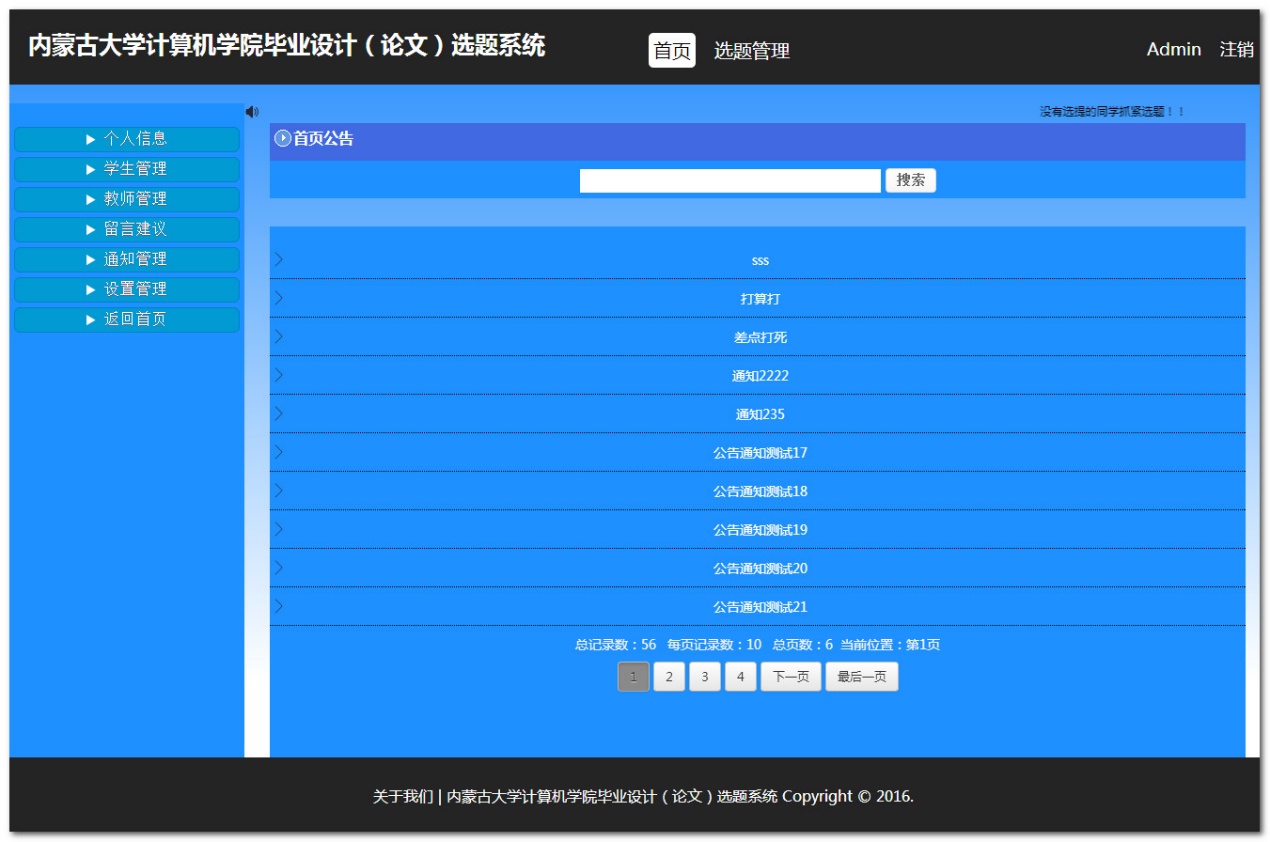 内蒙古大学计算机学院毕业设计（论文）选题系统 首页 选题管理 Admin 注销
没有选提的同学抓紧选题！！
个人信息
学生管理
教师管理
留言建议
通知管理
设置管理
返回首页
首页公告
搜索
sss
打算打
差点打死
通知2222
通知235
公告通知测试17
公告通知测试18
公告通知测试19
公告通知测试20
公告通知测试21
总记录数：56 每页记录数：10 总页数：6 当前位置：第1页
1 2 3 4 下一页 最后一页
关于我们 | 内蒙古大学计算机学院毕业设计（论文）选题系统 Copyright © 2016.